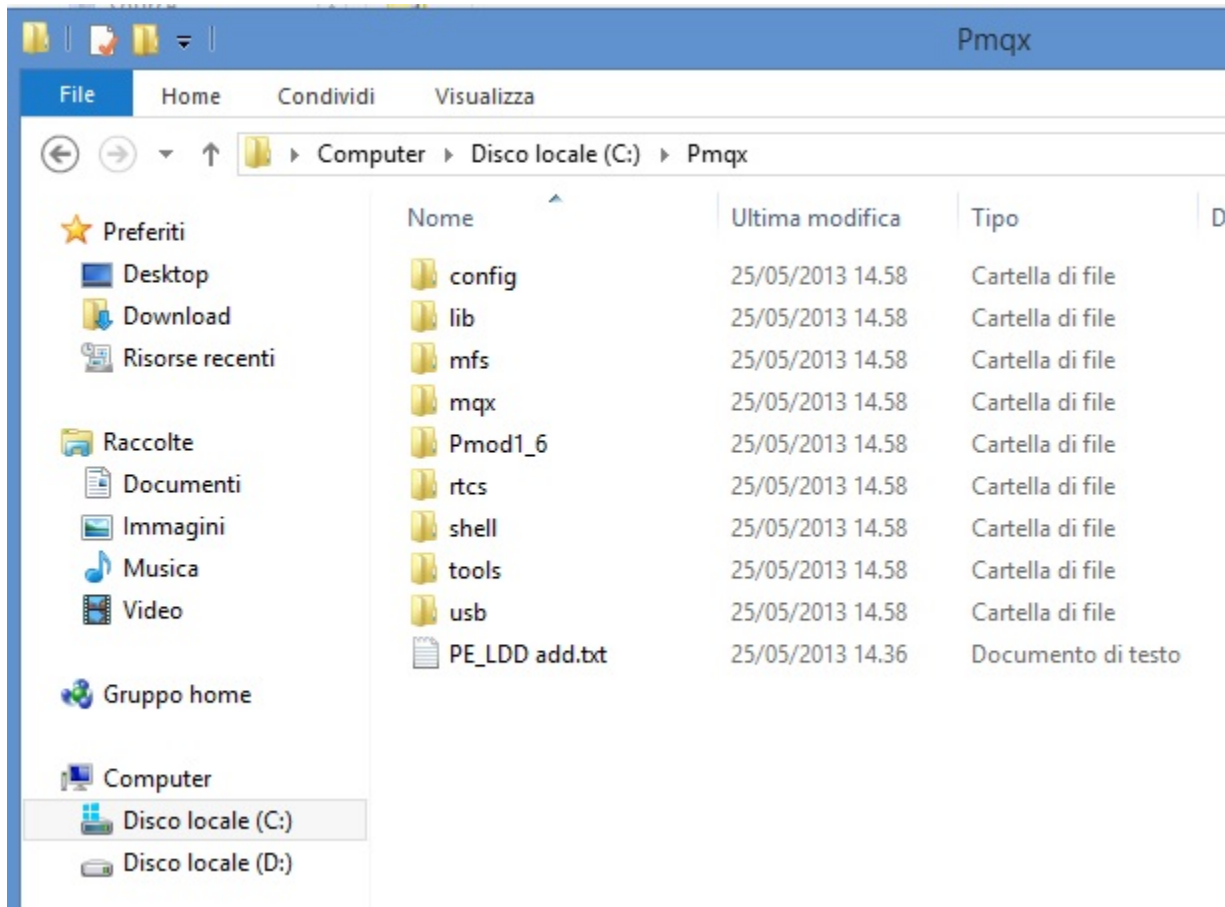 Pmqx
File Home Condividi Visualizza
Computer Disco locale (C:) Pmqx
Preferiti
Desktop
Download
Risorse recenti
Raccolte
Documenti
Immagini
Musica
Video
Gruppo home
Computer
Disco locale (C:)
Disco locale (D:)
Nome Ultima modifica Tipo D
config 25/05/2013 14.58 Cartella di file
lib 25/05/2013 14.58 Cartella di file
mfs 25/05/2013 14.58 Cartella di file
mqx 25/05/2013 14.58 Cartella di file
Pmod1_6 25/05/2013 14.58 Cartella di file
rtcs 25/05/2013 14.58 Cartella di file
shell 25/05/2013 14.58 Cartella di file
tools 25/05/2013 14.58 Cartella di file
usb 25/05/2013 14.58 Cartella di file
PE_LDD add.txt 25/05/2013 14.36 Documento di testo